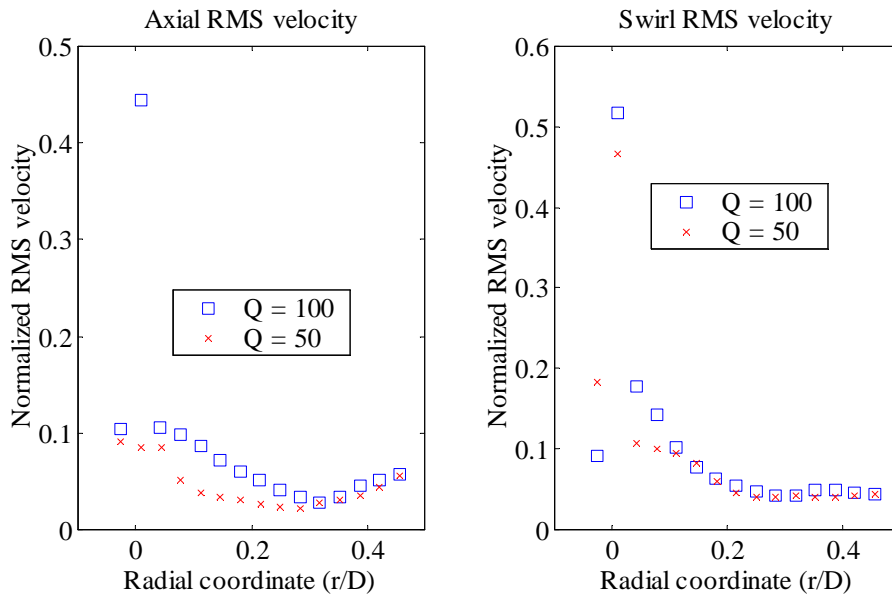 Axial RMS velocity
Normalized RMS velocity
0.5
0.4
0.3
0.2
0.1
0
Q = 100
Q = 50
0
0.2
0.4
Radial coordinate (r/D)
Swirl RMS velocity
Normalized RMS velocity
0.6
0.5
0.4
0.3
0.2
0.1
0
Q = 100
Q = 50
0
0.2
0.4
Radial coordinate (r/D)